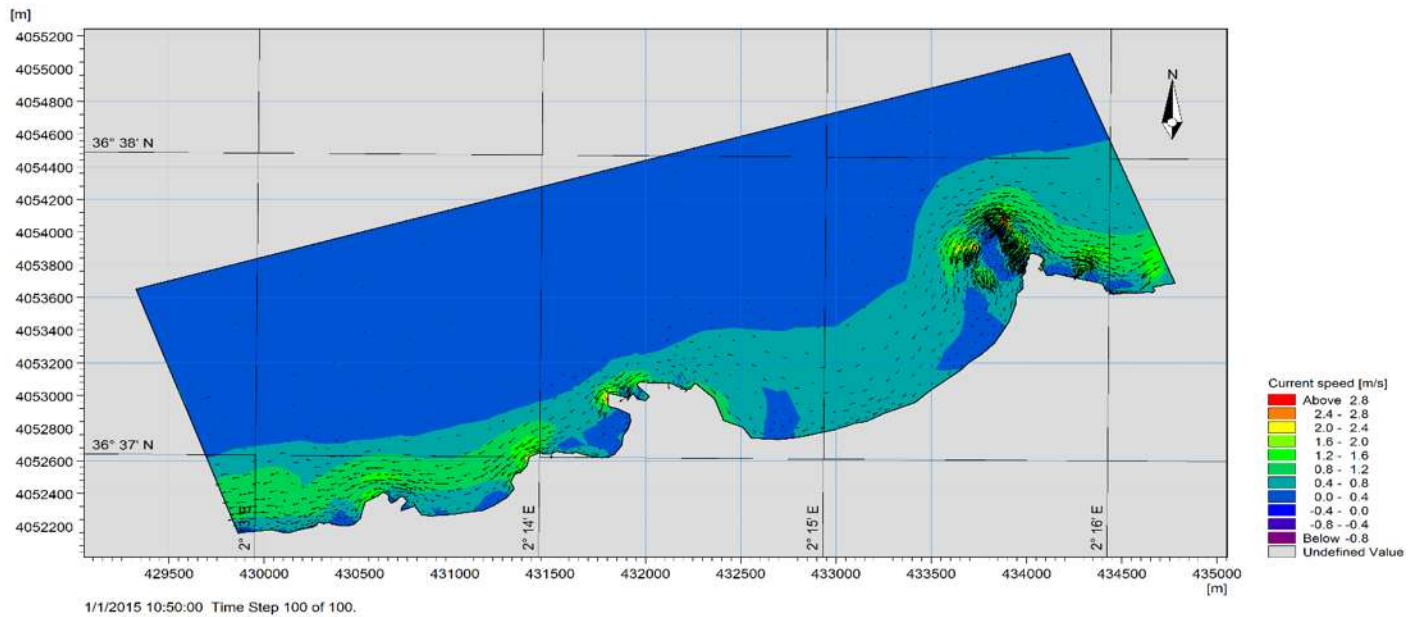 [m]
4055200
4055000
4054800
4054600
4054400
4054200
4054000
4053800
4053600
4053400
4053200
4053000
4052800
4052600
4052400
4052200
36° 38' N
36° 37' N
N
2° 14' E
2° 15' E
2° 16' E
3' E
2°
429500 430000 430500 431000 431500 432000 432500 433000 433500 434000 434500 435000
[m]
1/1/2015 10:50:00 Time Step 100 of 100.
Current speed [m/s]
Above 2.8
2.4 - 2.8
2.0 - 2.4
1.6 - 2.0
1.2 - 1.6
0.8 - 1.2
0.4 - 0.8
0.0 - 0.4
-0.4 - 0.0
-0.8 - -0.4
Below -0.8
Undefined Value